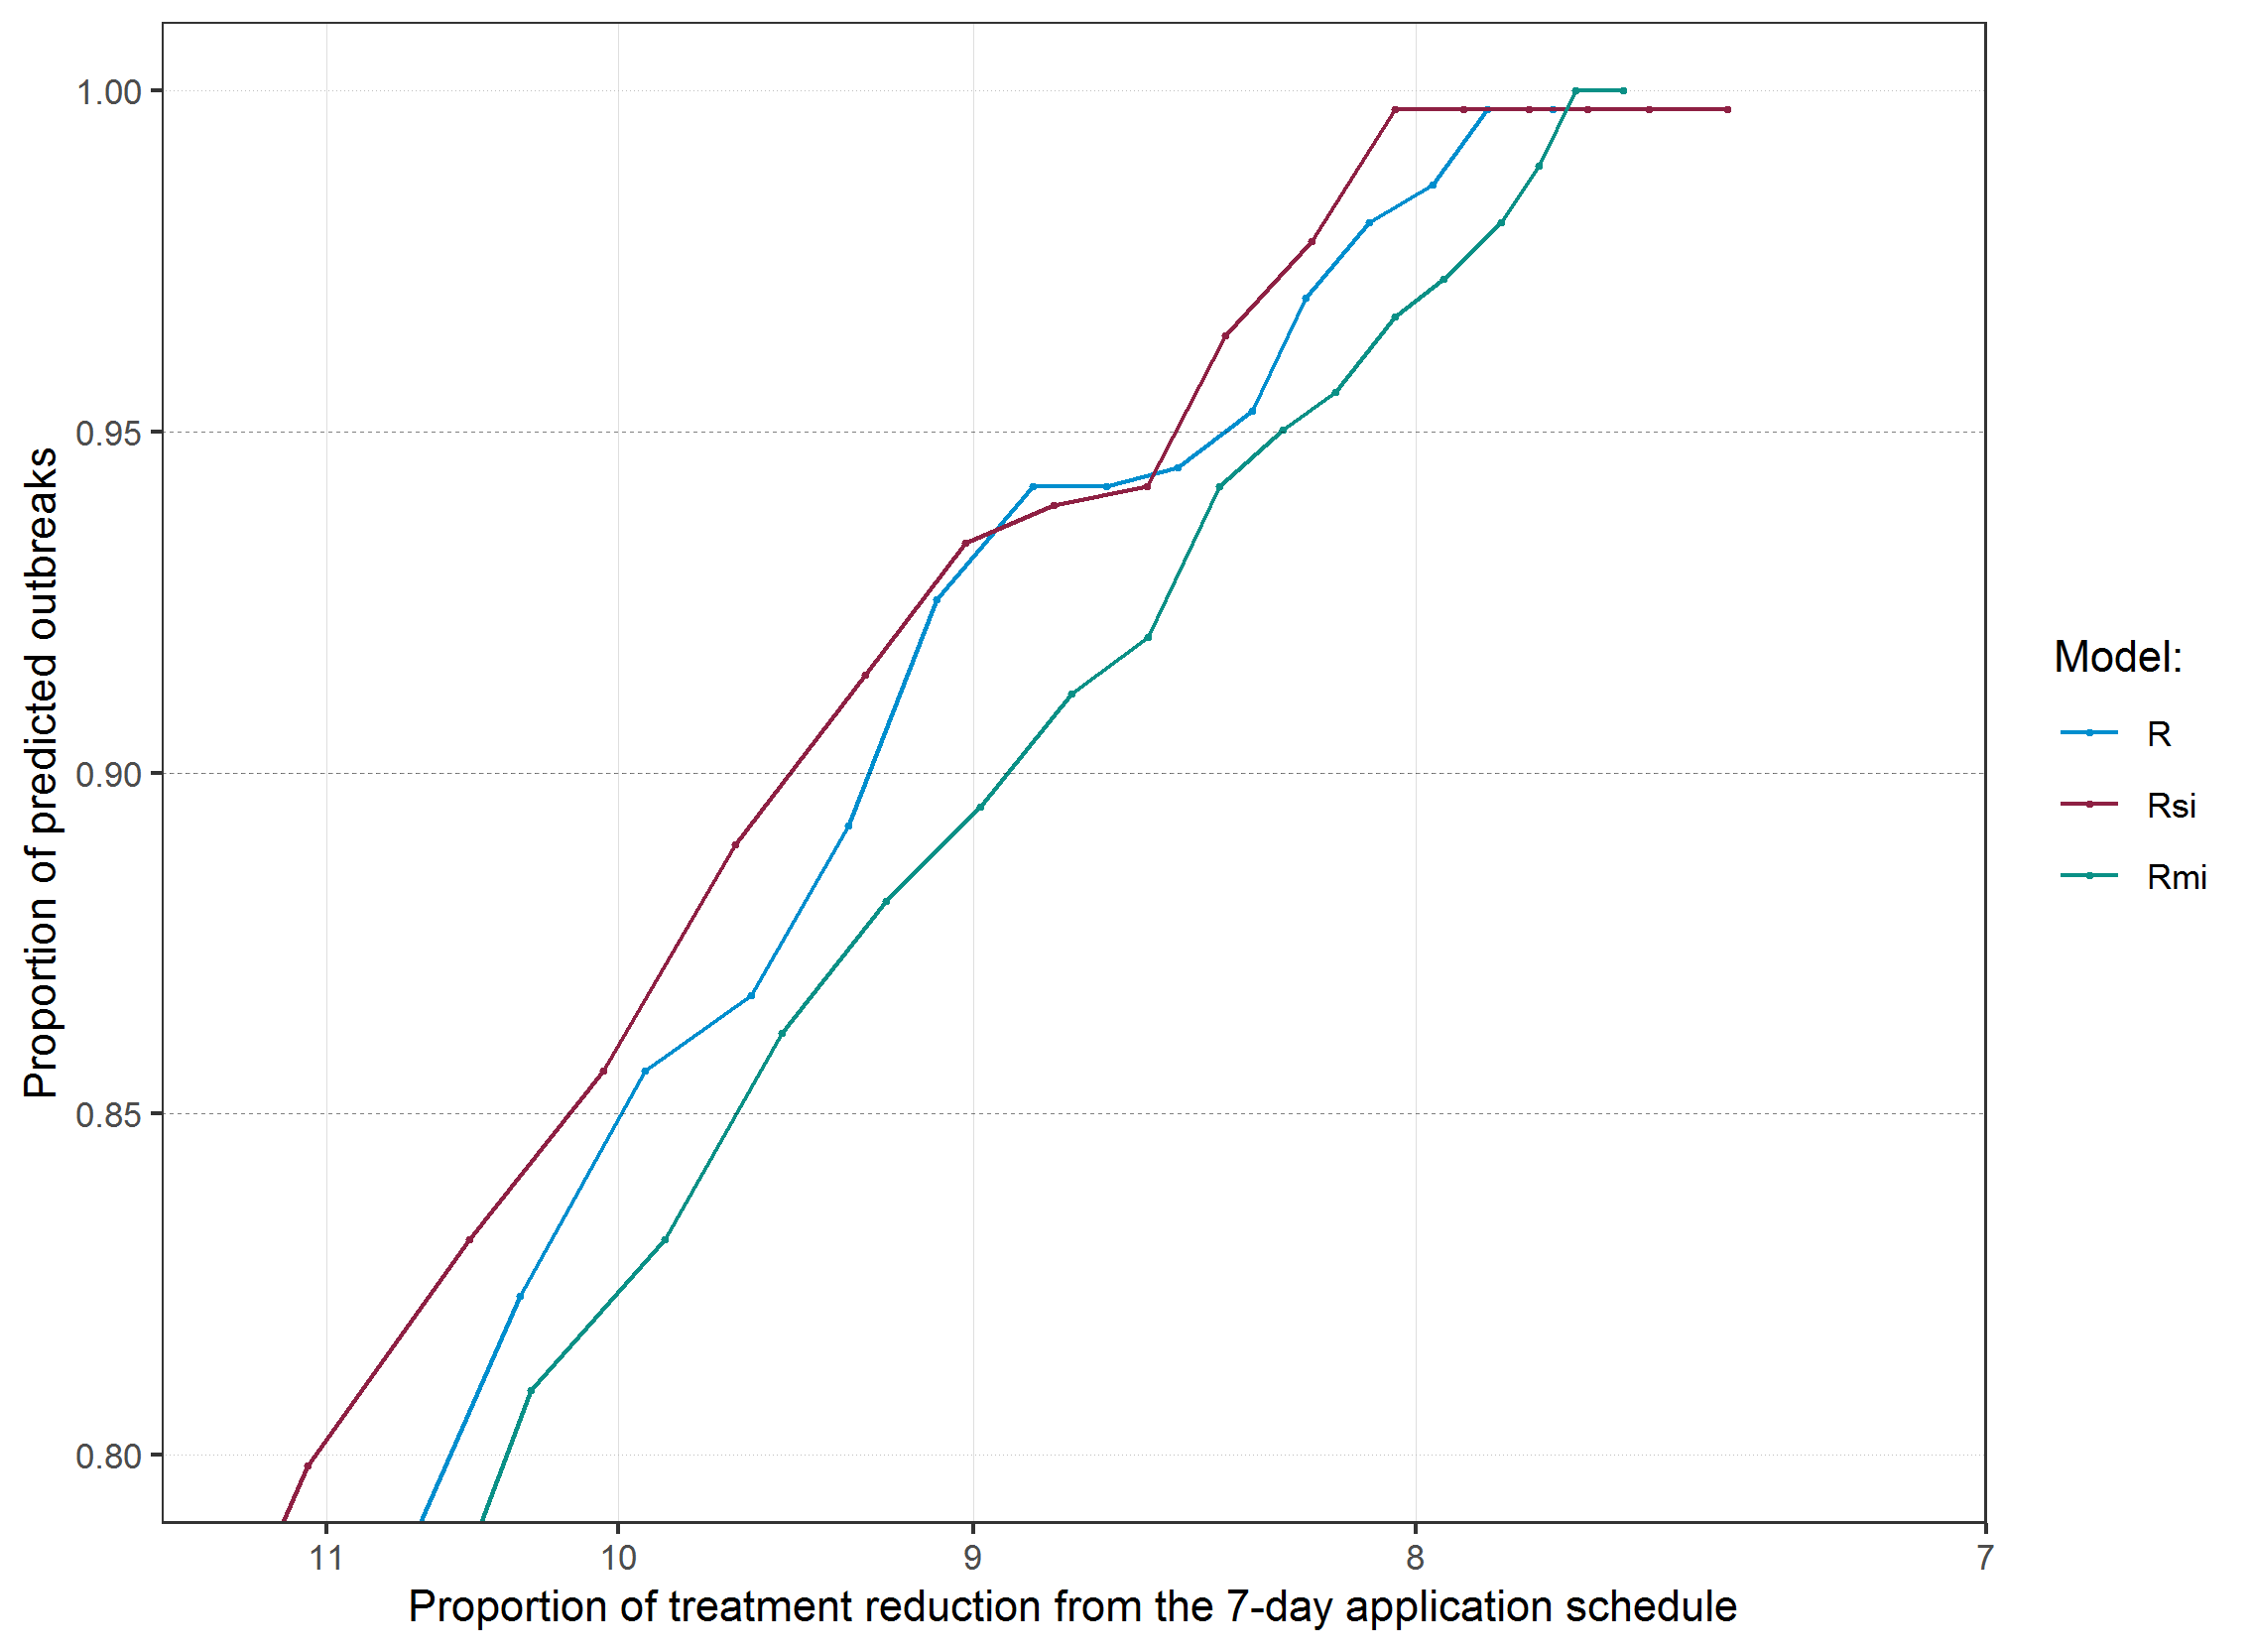 Proportion of predicted outbreaks
1.00
0.95
0.90
0.85
0.80
11 10 9 8 7
Proportion of treatment reduction from the 7-day application schedule
Model:
R
Rsi
Rmi